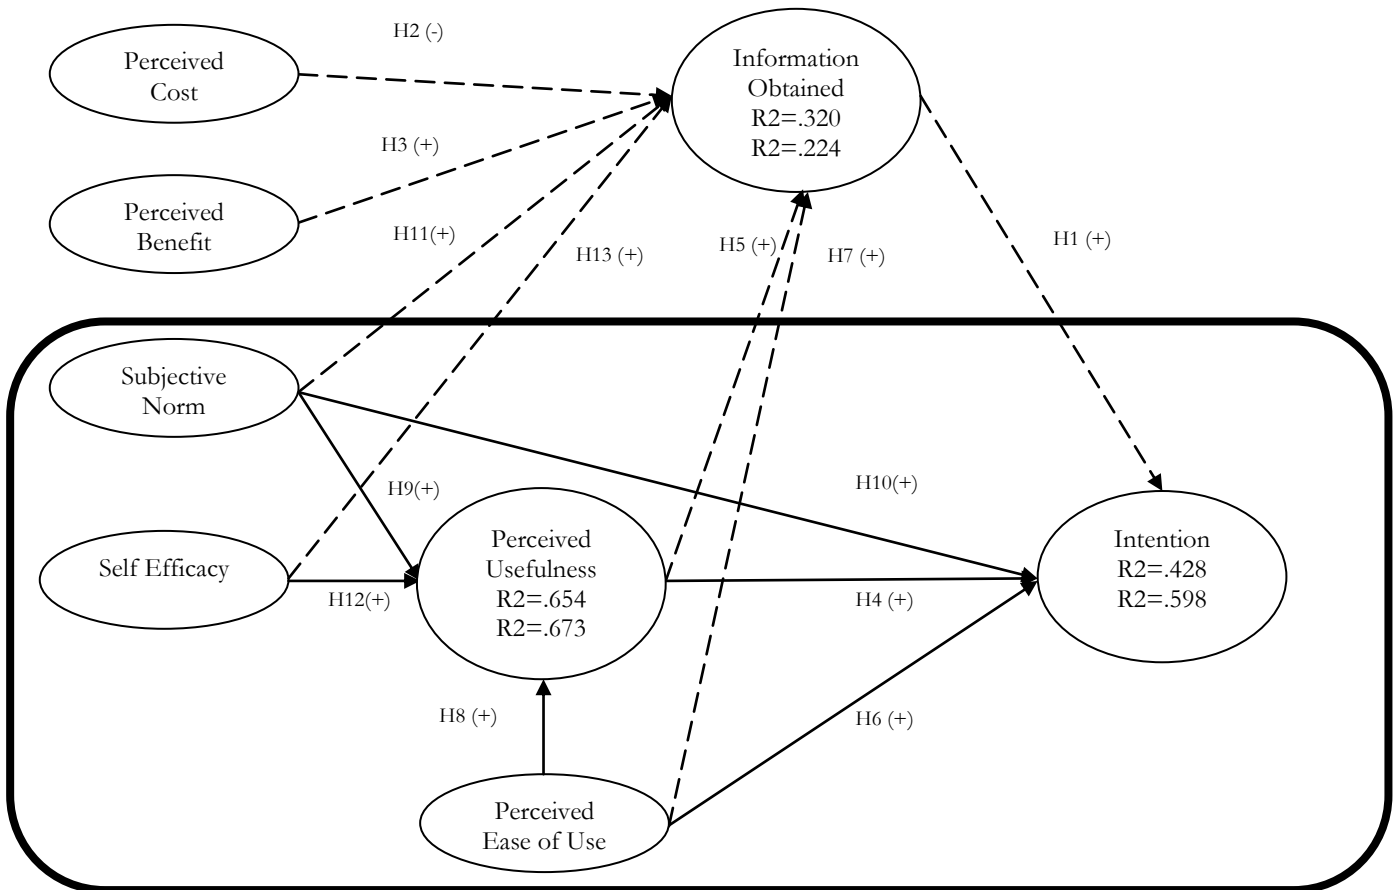 H2 (-)
Perceived
Cost
Information
Obtained
R2=.320
R2=.224
H3 (+)
Perceived
Benefit
H11(+)
H13 (+)
H5 (+)
H7 (+)
H1 (+)
Subjective
Norm
H9(+)
H10(+)
Self Efficacy
H12(+)
Perceived
Usefulness
R2=.654
R2=.673
H4 (+)
Intention
R2=.428
R2=.598
H8 (+)
H6 (+)
Perceived
Ease of Use